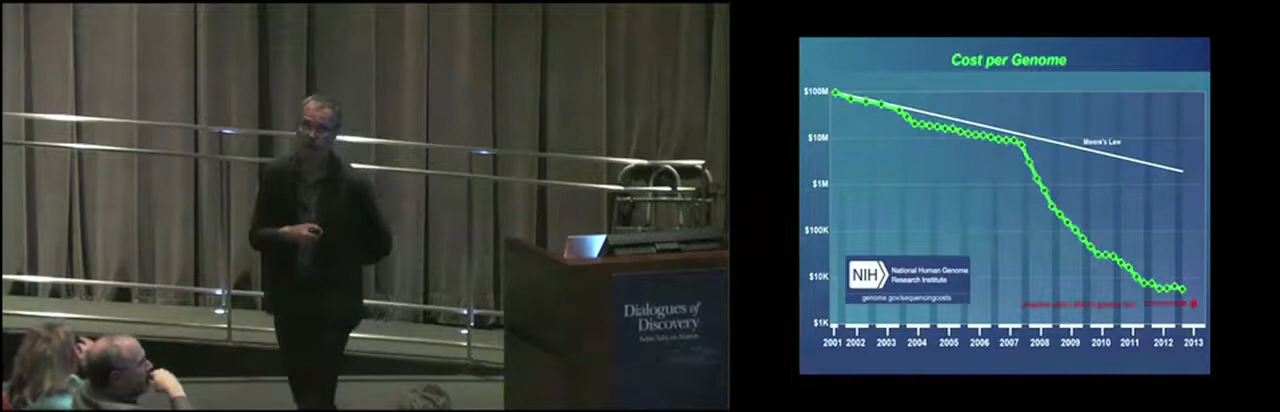 Dialogues of
Discovery
Cost per Genome
$100M
$10M
$1M
$100K
$10K
$1K
Moore's Law
NIH
National Human Genome
Research Institute
genome.gov/sequencingcosts
2001 2002 2003 2004 2005 2006 2007 2008 2009 2010 2011 2012 2013